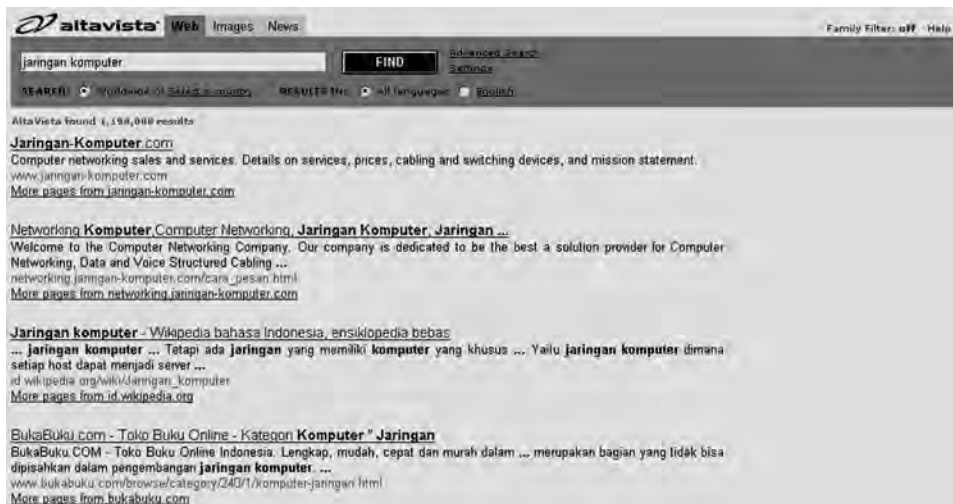 altavista Web Images News
Family Filter: off Help
jaringan komputer FIND Advanced Search
Settings
SEARCH: Worldwide or Select a country RESULTS IN: All languages English
AltaVista found 1,190,000 results
Jaringan-Komputer.com
Computer networking sales and services. Details on services, prices, cabling and switching devices, and mission statement.
www.jaringan-komputer.com
More pages from jaringan-komputer.com
Networking Komputer,Computer Networking, Jaringan Komputer, Jaringan ...
Welcome to the Computer Networking Company. Our company is dedicated to be the best a solution provider for Computer
Networking, Data and Voice Structured Cabling ...
networking.jaringan-komputer.com/cara_pesan.html
More pages from networking.jaringan-komputer.com
Jaringan komputer - Wikipedia bahasa Indonesia, ensiklopedia bebas
... jaringan komputer ... Tetapi ada jaringan yang memiliki komputer yang khusus ... Yaitu jaringan komputer dimana
setiap host dapat menjadi server ...
id.wikipedia.org/wiki/Jaringan_komputer
More pages from id.wikipedia.org
BukaBuku.com - Toko Buku Online - Kategori Komputer " Jaringan
BukaBuku.COM - Toko Buku Online Indonesia. Lengkap, mudah, cepat dan murah dalam ... merupakan bagian yang tidak bisa
dipisahkan dalam pengembangan jaringan komputer. ...
www.bukabuku.com/browse/category/240/1/komputer-jaringan.html
More pages from bukabuku.com